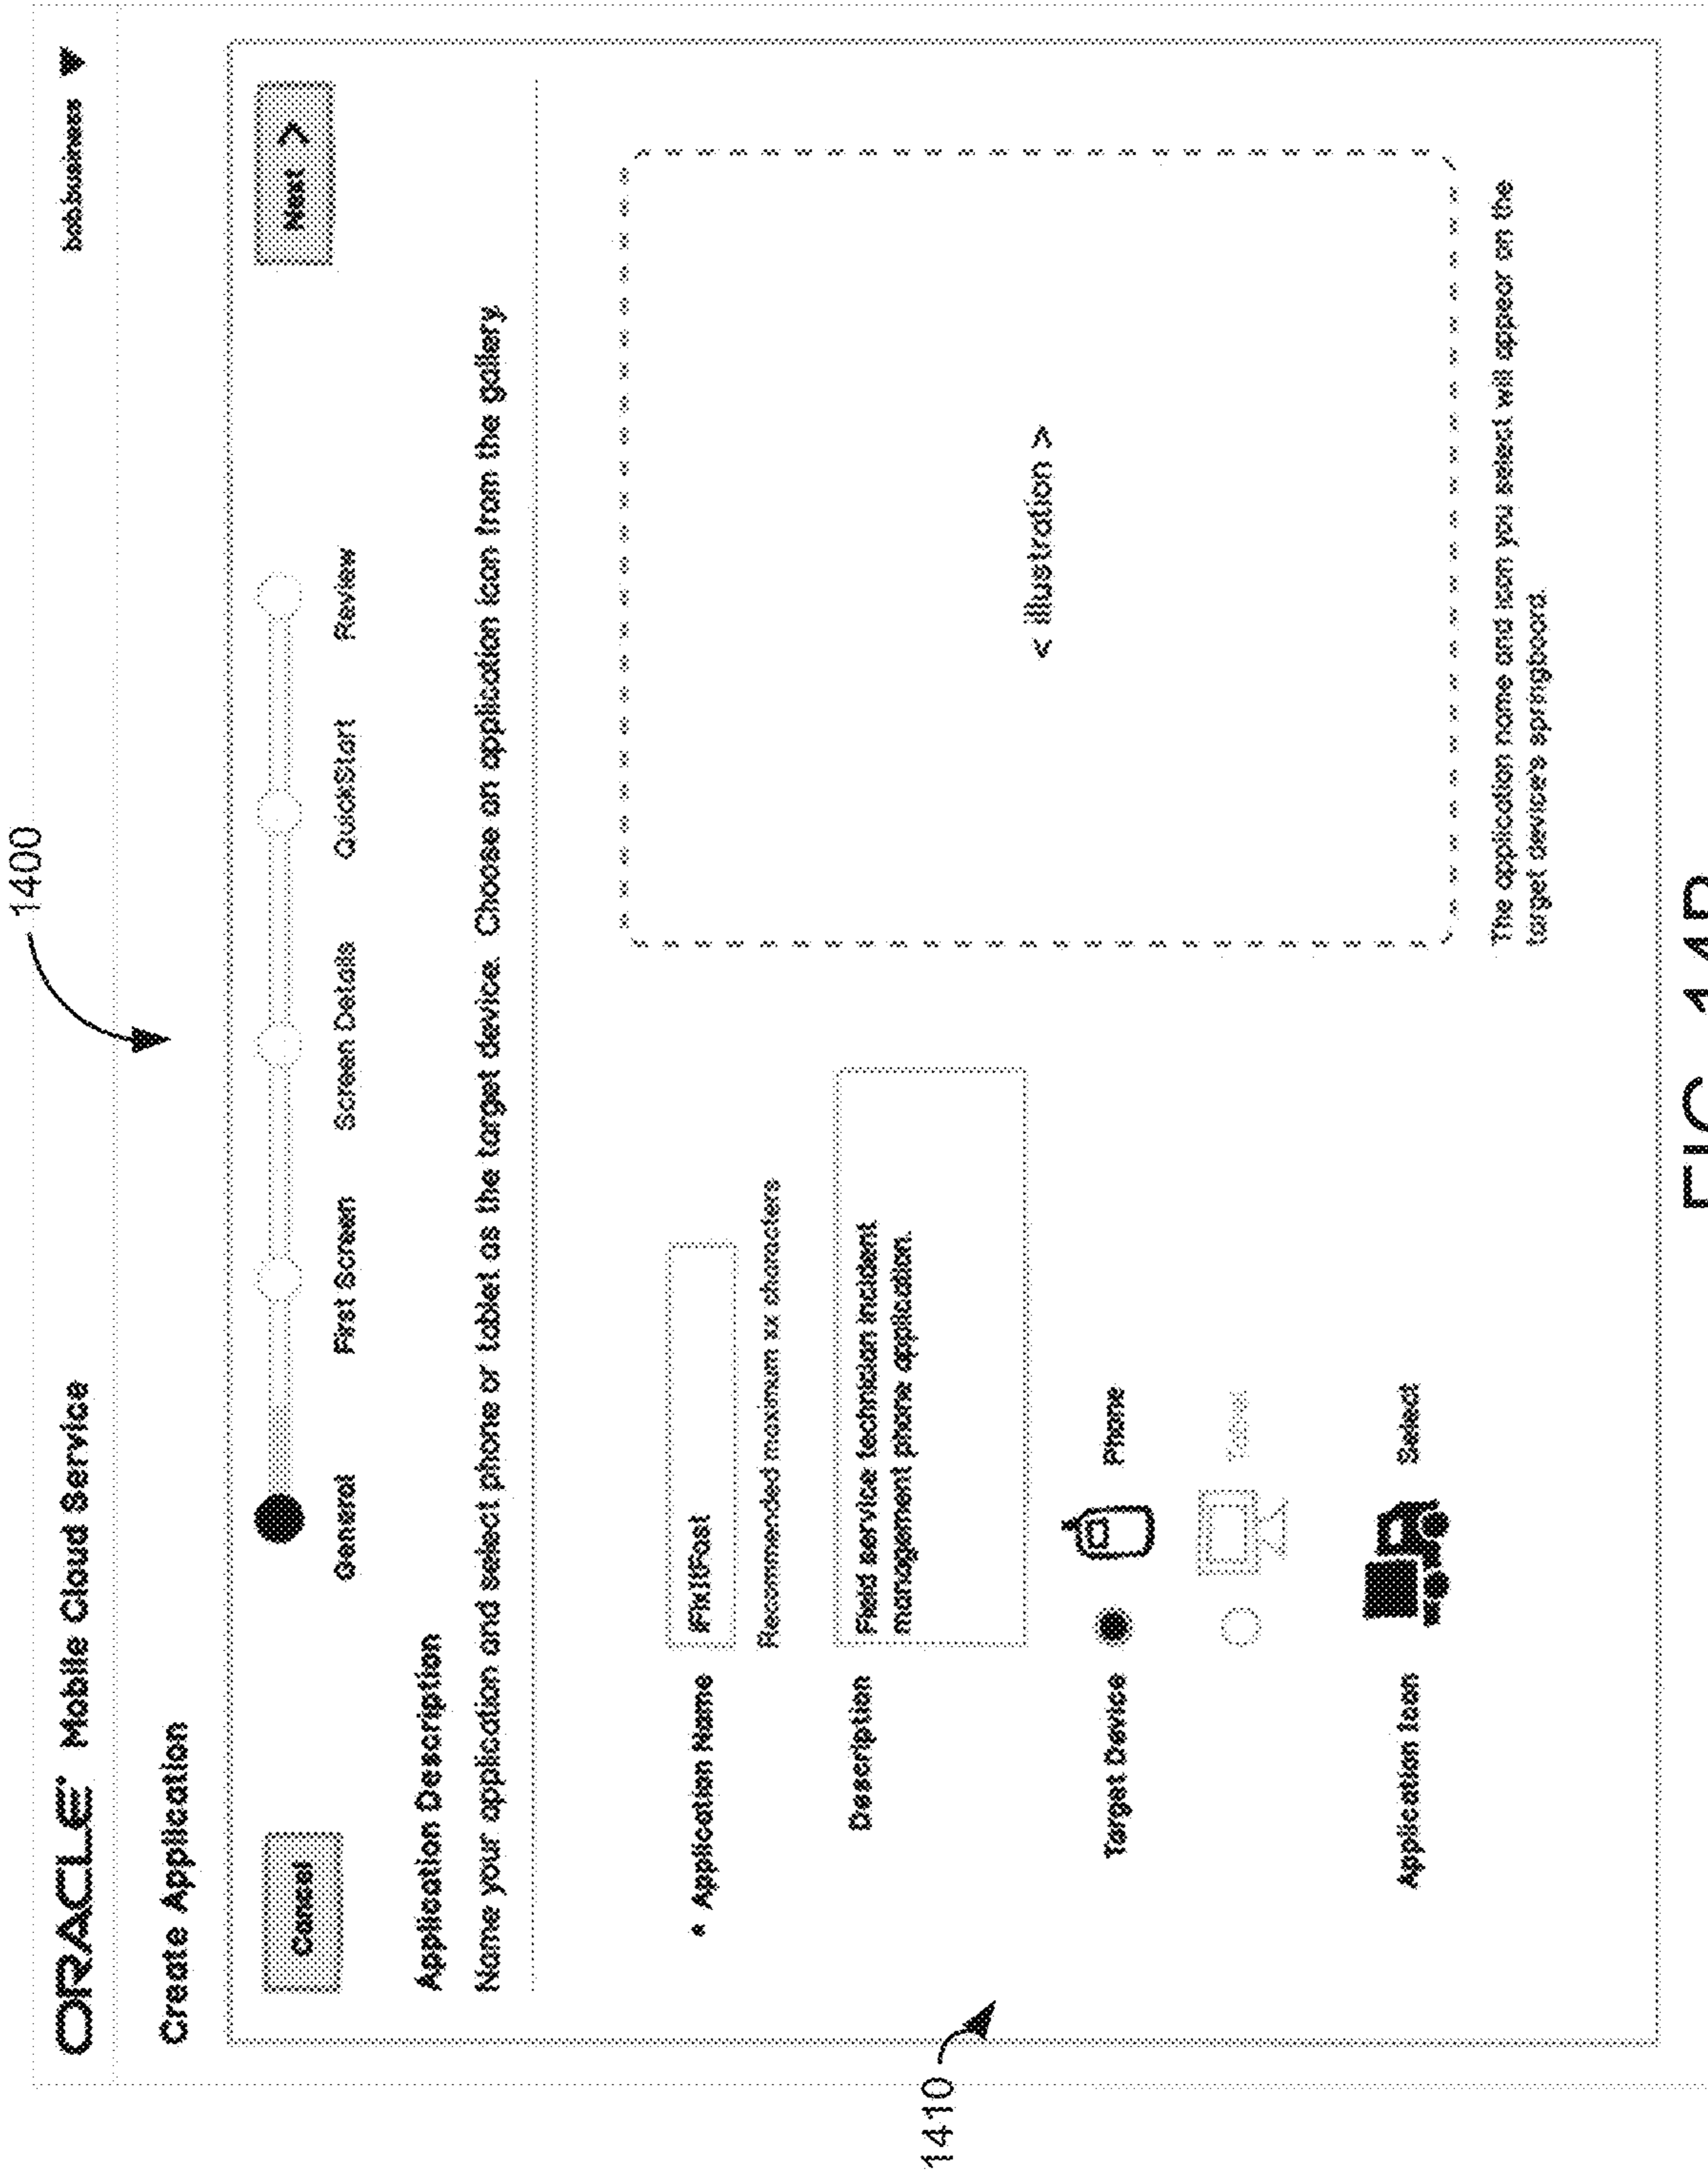 1400
ORACLE® Mobile Cloud Service
bob.business
Create Application
Cancel
General
First Screen
Screen Details
QuickStart
Review
Next >
Application Description
Name your application and select phone or tablet as the target device. Choose an application icon from the gallery.
1410
* Application Name
iFixItFast
Recommended maximum xx characters
Description
Field service technician incident
management phone application.
Target Device
Phone
Application Icon
Select
< illustration >
The application name and icon you select will appear on the
target device's springboard.